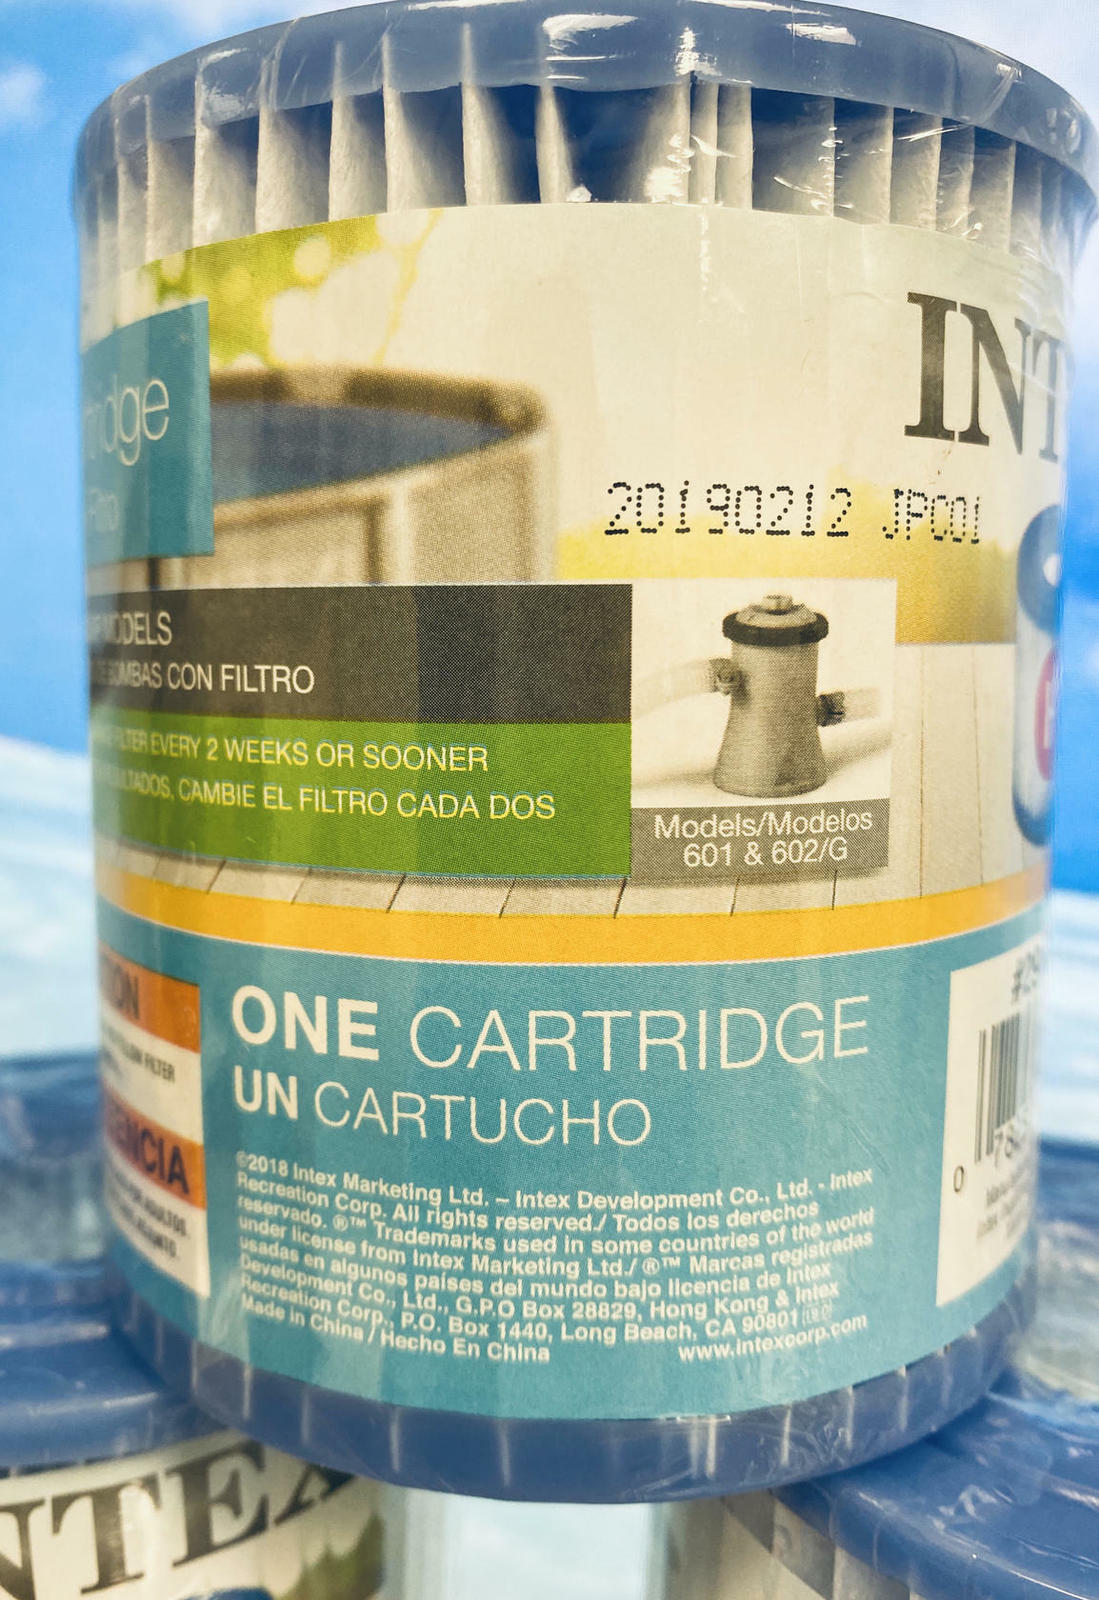 INT
20190212 JPC01
MODELS
BOMBAS CON FILTRO
FILTER EVERY 2 WEEKS OR SOONER
CAMBIE EL FILTRO CADA DOS
Models/Modelos
601 & 602/G
ONE CARTRIDGE
UN CARTUCHO
©2018 Intex Marketing Ltd. – Intex Development Co., Ltd. - Intex
Recreation Corp. All rights reserved./ Todos los derechos
reservado. ®™ Trademarks used in some countries of the world
under license from Intex Marketing Ltd./ ®™ Marcas registradas
usadas en algunos países del mundo bajo licencia de Intex
Development Co., Ltd., G.P.O Box 28829, Hong Kong & Intex
Recreation Corp., P.O. Box 1440, Long Beach, CA 90801
Made in China / Hecho En China www.intexcorp.com
FILTER
0
NTEX